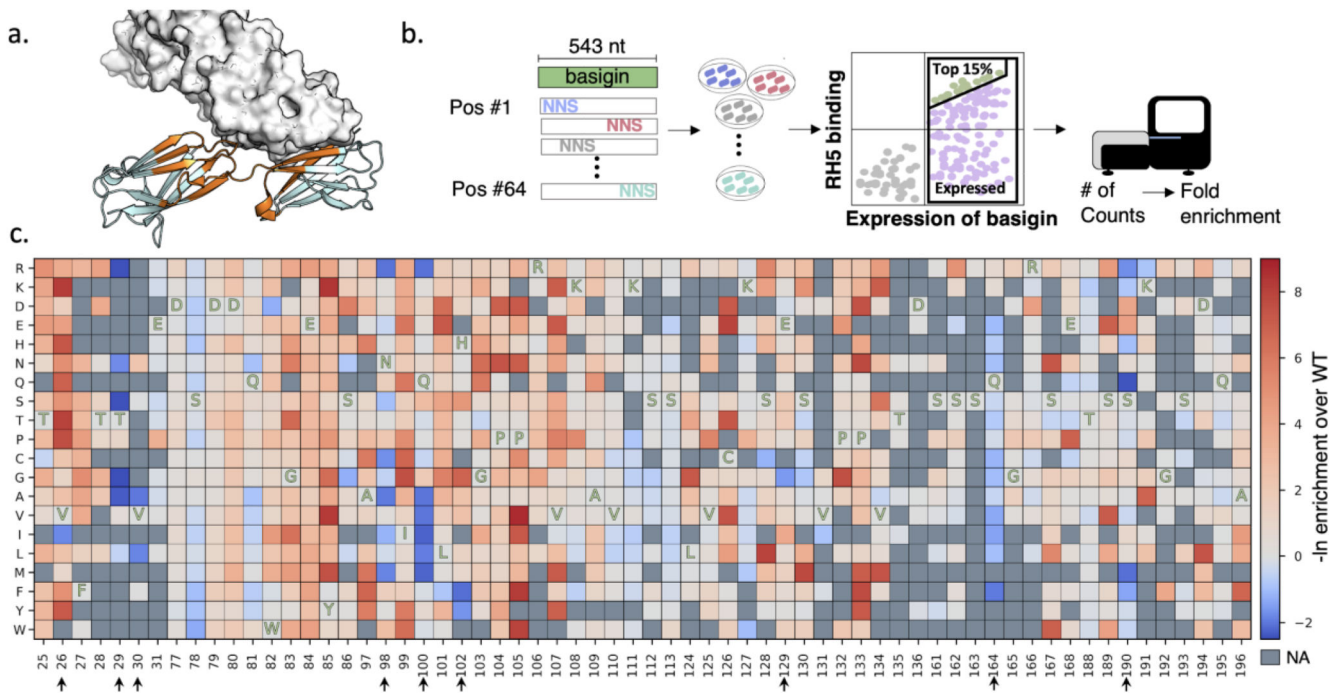 a.
b.
543 nt
basigin
Pos #1
NNS
NNS
NNS
Pos #64
NNS
RH5 binding
Top 15%
Expressed
Expression of basigin
# of Counts
Fold enrichment
c.
R R R
K K K K K
D D D D D D
E E E E E
H H
N N
Q Q Q Q Q
S S S S S S S S S S S S S S
T T T T T T
P P P P P
C C
G G G G G
A A A A
V V V V V V V V
I I
L L L
M
F F
Y Y
W W
25 26 27 28 29 30 31 77 78 79 80 81 82 83 84 85 86 97 98 99 100 101 102 103 104 105 106 107 108 109 110 111 112 113 124 125 126 127 128 129 130 131 132 133 134 135 136 161 162 163 164 165 166 167 168 188 189 190 191 192 193 194 195 196
8
6
4
2
0
−2
-ln enrichment over WT
NA